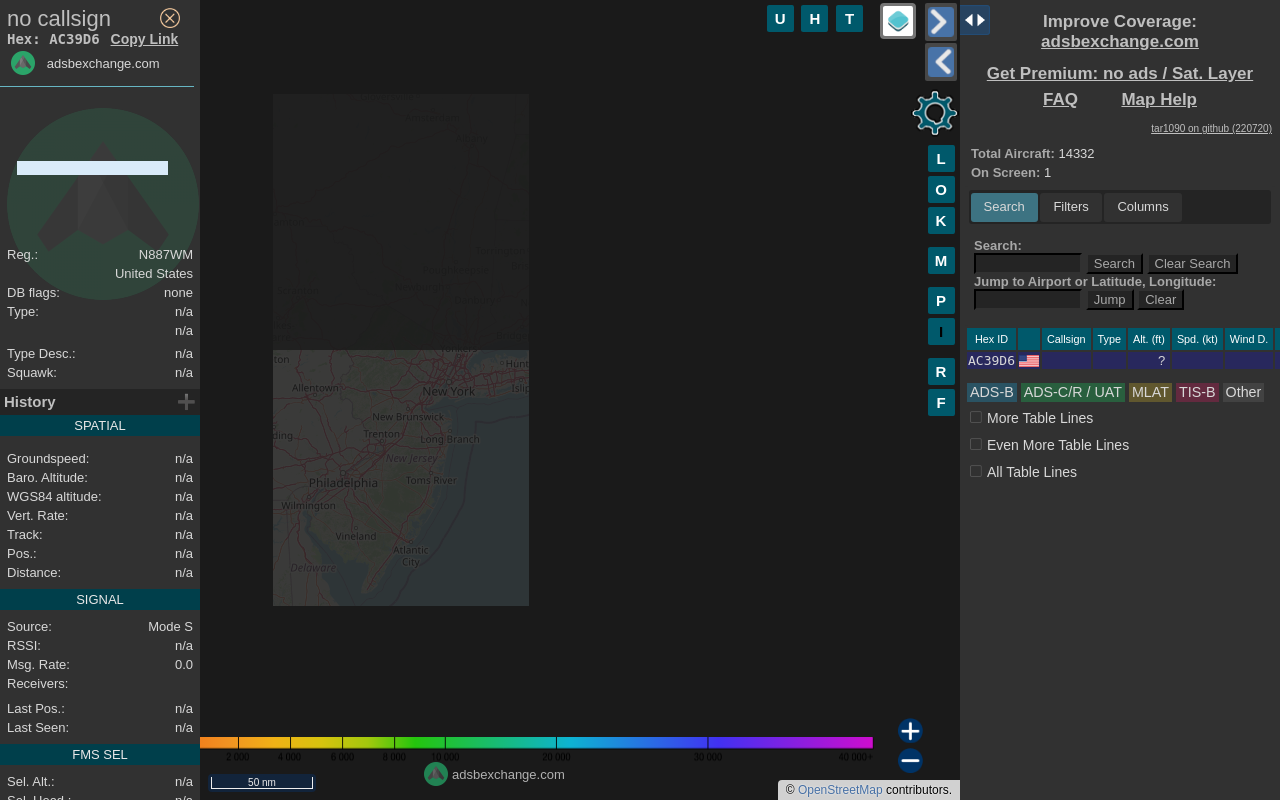 no callsign
Hex: AC39D6 Copy Link
adsbexchange.com
Reg.: N887WM
United States
DB flags: none
Type: n/a
n/a
Type Desc.: n/a
Squawk: n/a
History
SPATIAL
Groundspeed: n/a
Baro. Altitude: n/a
WGS84 altitude: n/a
Vert. Rate: n/a
Track: n/a
Pos.: n/a
Distance: n/a
SIGNAL
Source: Mode S
RSSI: n/a
Msg. Rate: 0.0
Receivers:
Last Pos.: n/a
Last Seen: n/a
FMS SEL
Sel. Alt.: n/a
Sel. Head.: n/a
U H T
L
O
K
M
P
I
R
F
Allentown
New York
New Brunswick
Trenton
Long Branch
New Jersey
Philadelphia
Toms River
Wilmington
Vineland
Atlantic
City
Delaware
2 000 4 000 6 000 8 000 10 000 20 000 30 000 40 000+
adsbexchange.com
50 nm
© OpenStreetMap contributors.
Improve Coverage:
adsbexchange.com
Get Premium: no ads / Sat. Layer
FAQ Map Help
tar1090 on github (220720)
Total Aircraft: 14332
On Screen: 1
Search Filters Columns
Search:
Search Clear Search
Jump to Airport or Latitude, Longitude:
Jump Clear
Hex ID Callsign Type Alt. (ft) Spd. (kt) Wind D.
AC39D6 ?
ADS-B ADS-C/R / UAT MLAT TIS-B Other
More Table Lines
Even More Table Lines
All Table Lines